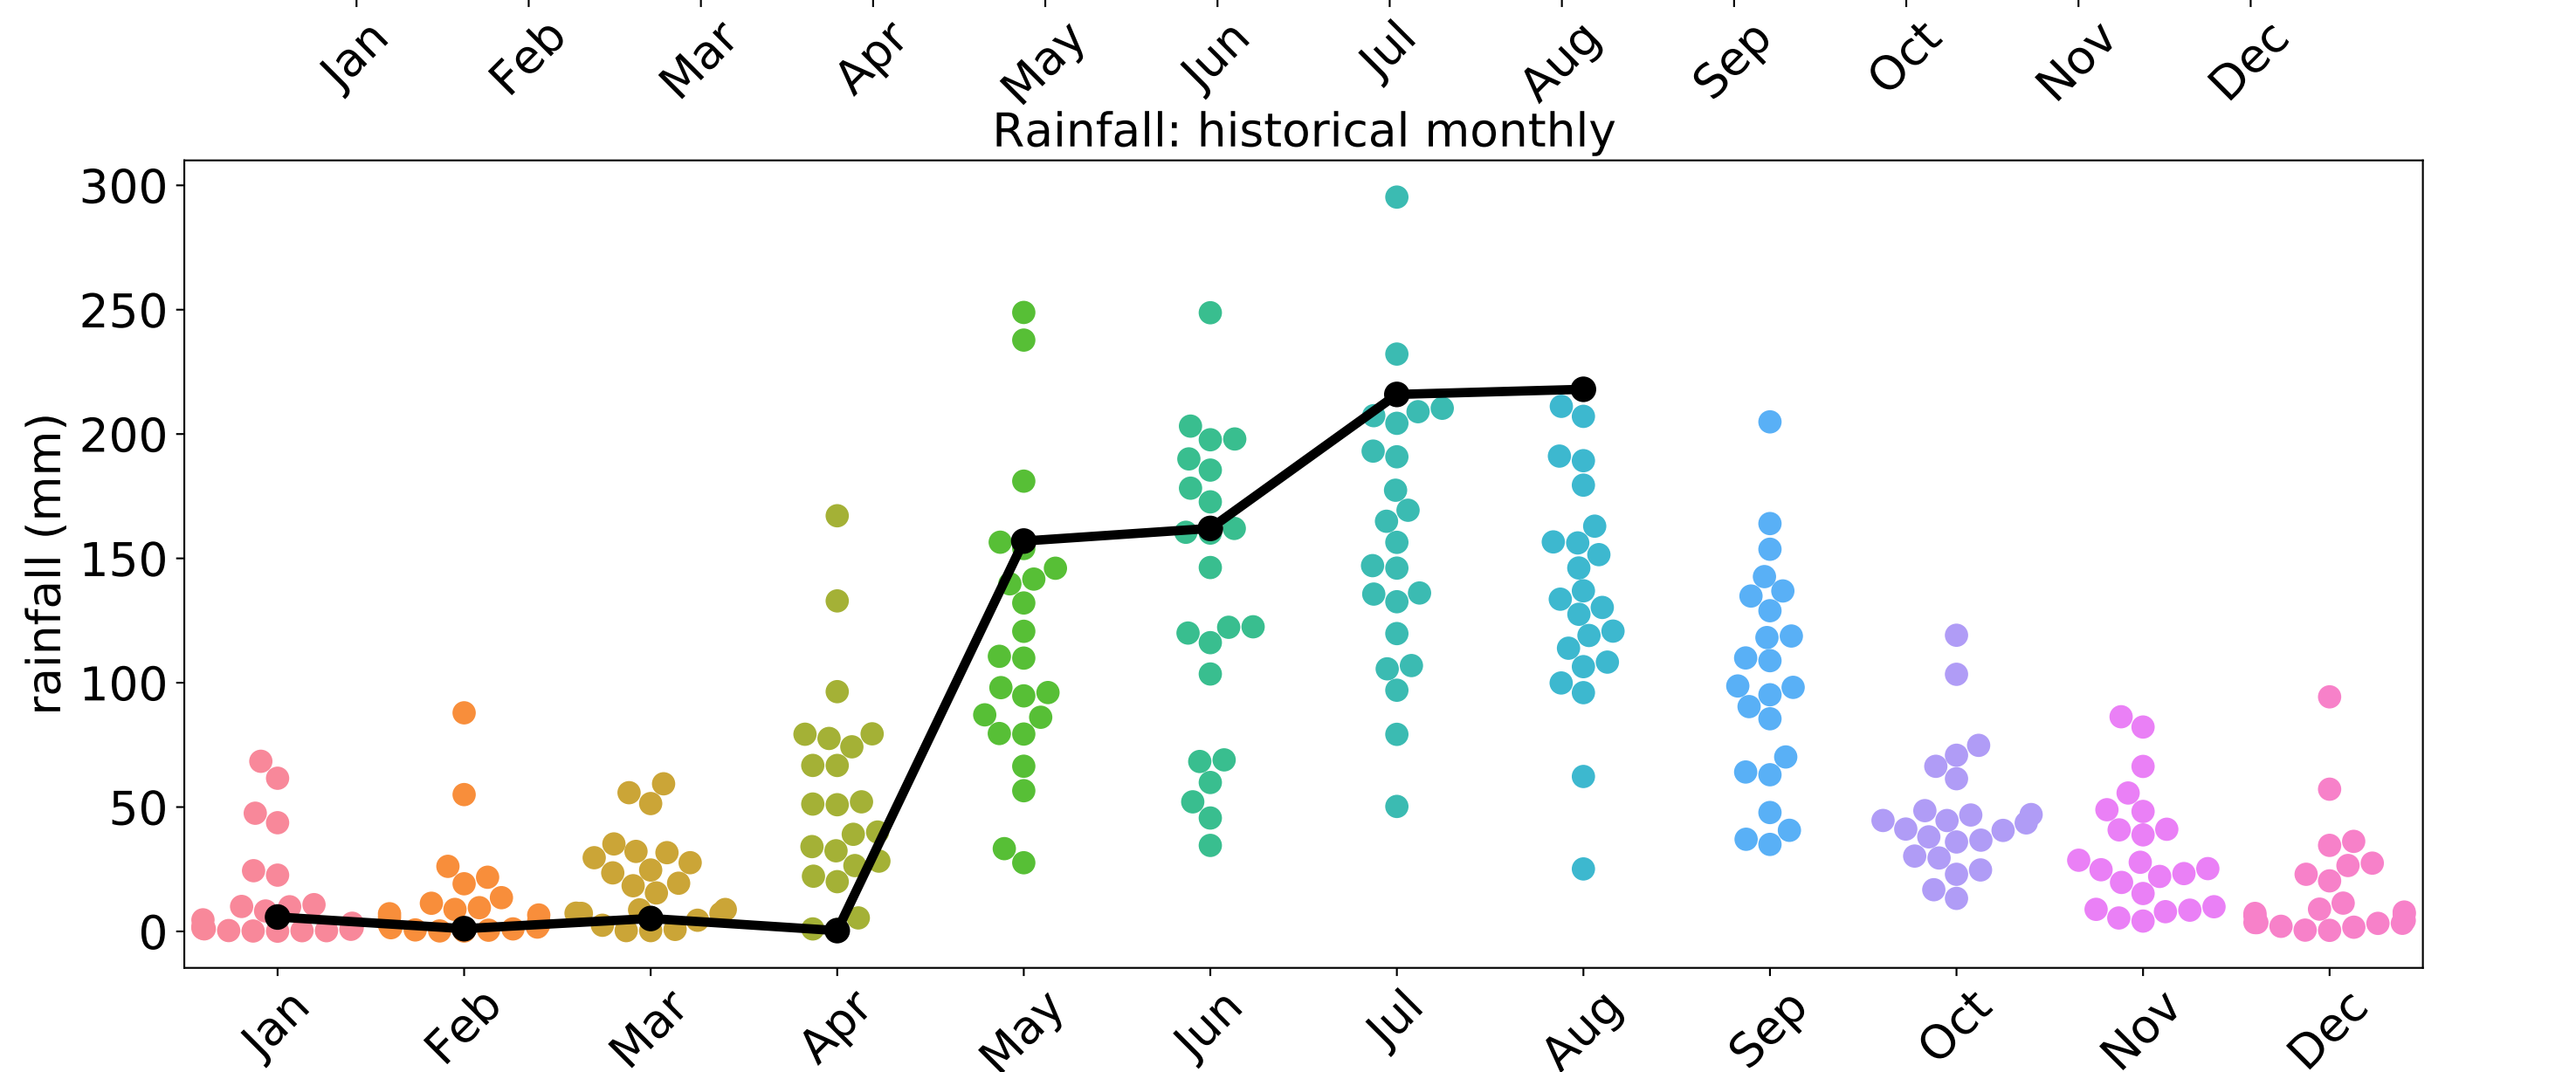 Jan Feb Mar Apr May Jun Jul Aug Sep Oct Nov Dec
Rainfall: historical monthly
300
250
200
150
100
50
0
rainfall (mm)
Jan Feb Mar Apr May Jun Jul Aug Sep Oct Nov Dec